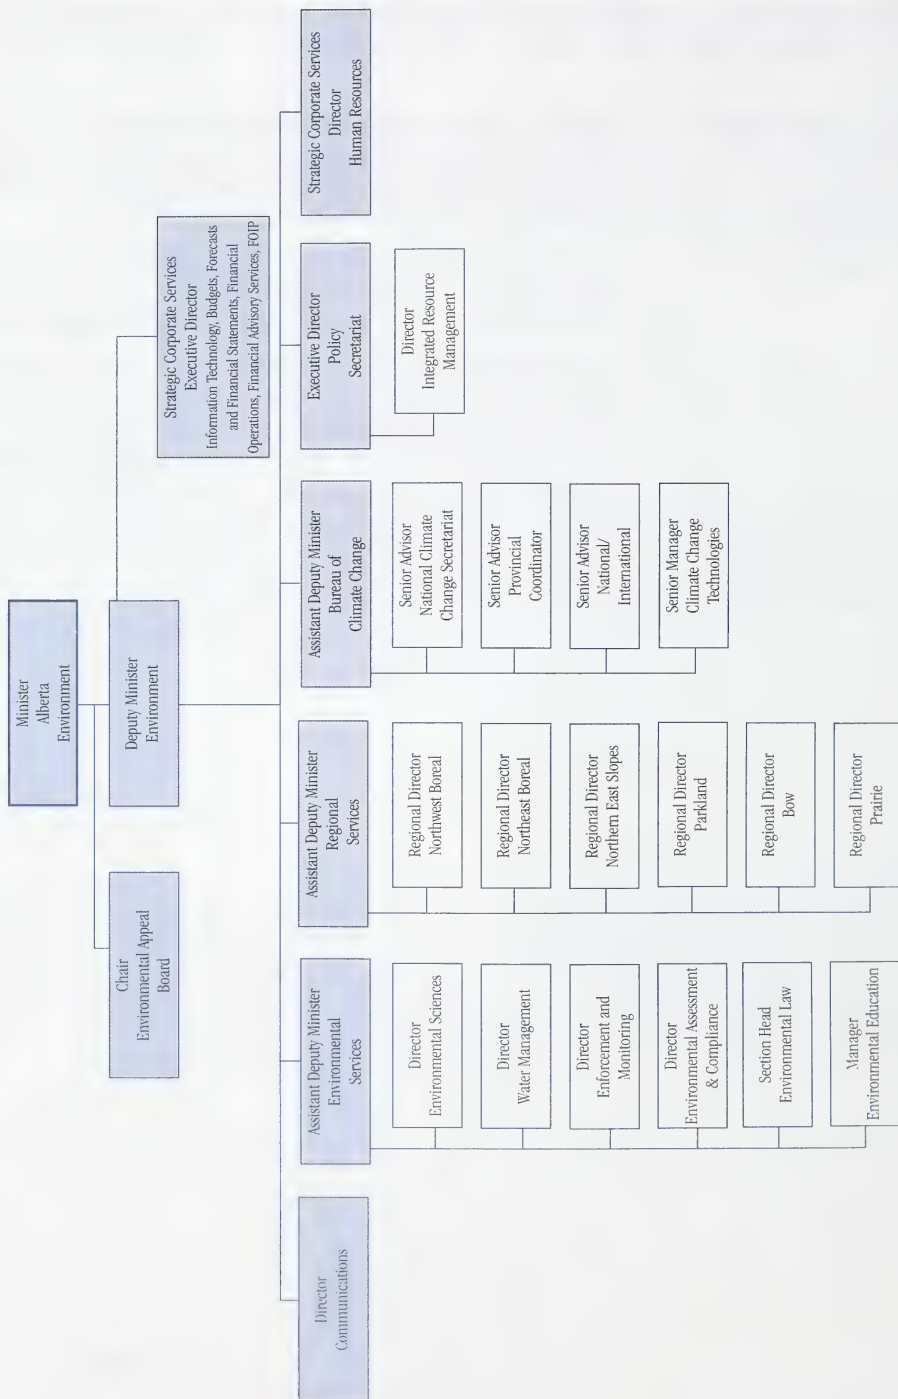 Minister
Alberta
Environment
Chair
Environmental Appeal
Board
Deputy Minister
Environment
Strategic Corporate Services
Executive Director
Information Technology, Budgets, Forecasts
and Financial Statements, Financial
Operations, Financial Advisory Services, FOIP
Director
Communications
Assistant Deputy Minister
Environmental
Services
Director
Environmental Sciences
Director
Water Management
Director
Enforcement and
Monitoring
Director
Environmental Assessment
& Compliance
Section Head
Environmental Law
Manager
Environmental Education
Assistant Deputy Minister
Regional
Services
Regional Director
Northwest Boreal
Regional Director
Northeast Boreal
Regional Director
Northern East Slopes
Regional Director
Parkland
Regional Director
Bow
Regional Director
Prairie
Assistant Deputy Minister
Bureau of
Climate Change
Senior Advisor
National Climate
Change Secretariat
Senior Advisor
Provincial
Coordinator
Senior Advisor
National/
International
Senior Manager
Climate Change
Technologies
Executive Director
Policy
Secretariat
Director
Integrated Resource
Management
Strategic Corporate Services
Director
Human Resources